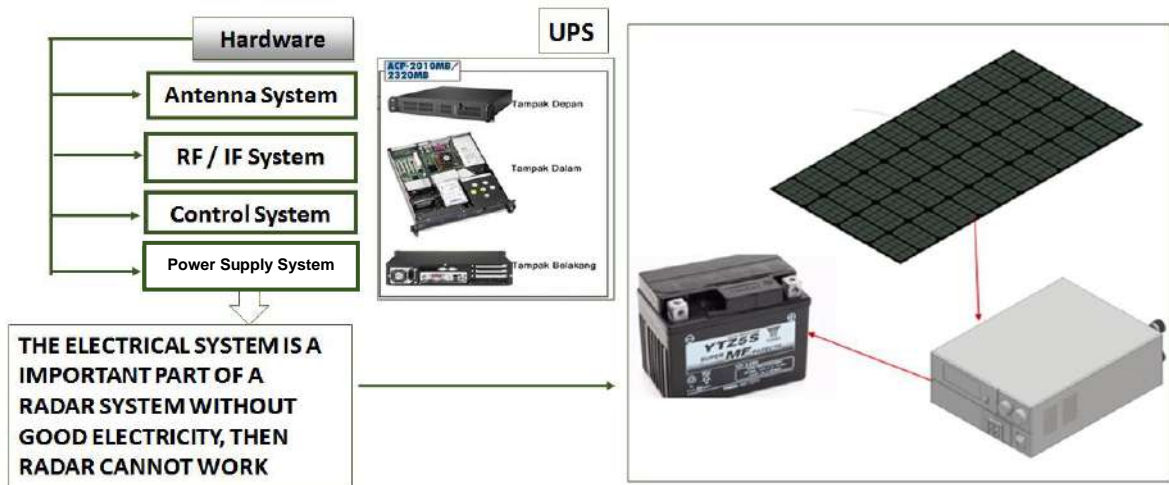 Hardware
Antenna System
RF / IF System
Control System
Power Supply System
THE ELECTRICAL SYSTEM IS A
IMPORTANT PART OF A
RADAR SYSTEM WITHOUT
GOOD ELECTRICITY, THEN
RADAR CANNOT WORK
UPS
ACP-2010MB/
2320MB
Tampak Depan
Tampak Dalam
Tampak Belakang
YTZ5S
SUPER MF